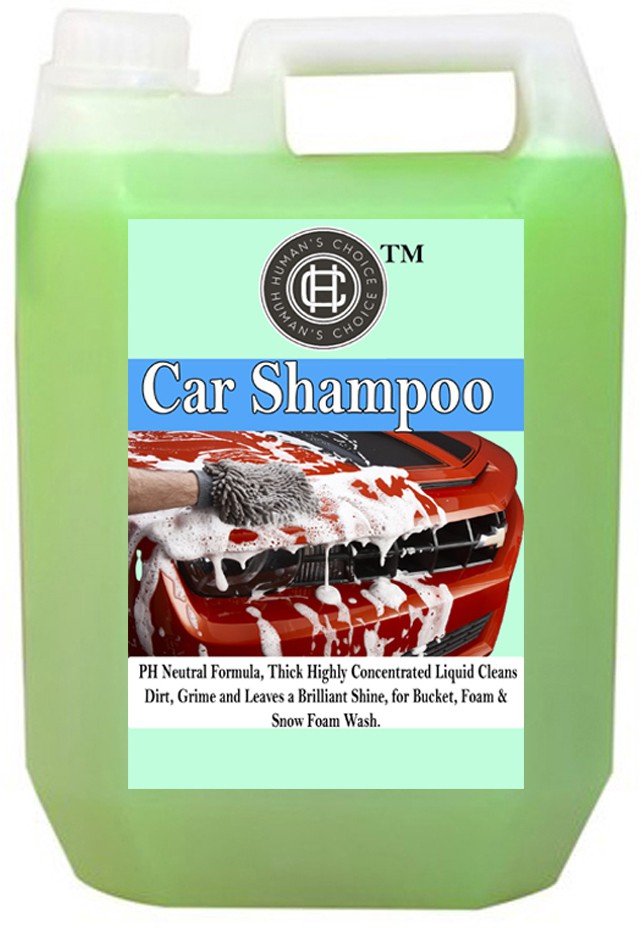 HUMAN'S CHOICE
HC
HUMAN'S CHOICE
TM
Car Shampoo
PH Neutral Formula, Thick Highly Concentrated Liquid Cleans
Dirt, Grime and Leaves a Brilliant Shine, for Bucket, Foam &
Snow Foam Wash.